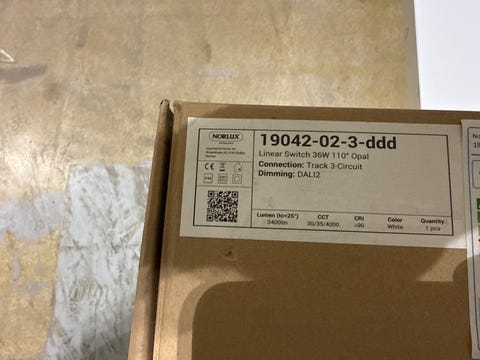 NORLUX
19042-02-3-ddd
Linear Switch 36W 110° Opal
Connection: Track 3-Circuit
Dimming: DALI2
Lumen (tc=25°) CCT CRI Color Quantity
3400lm 30/35/4000 >90 White 1 pcs